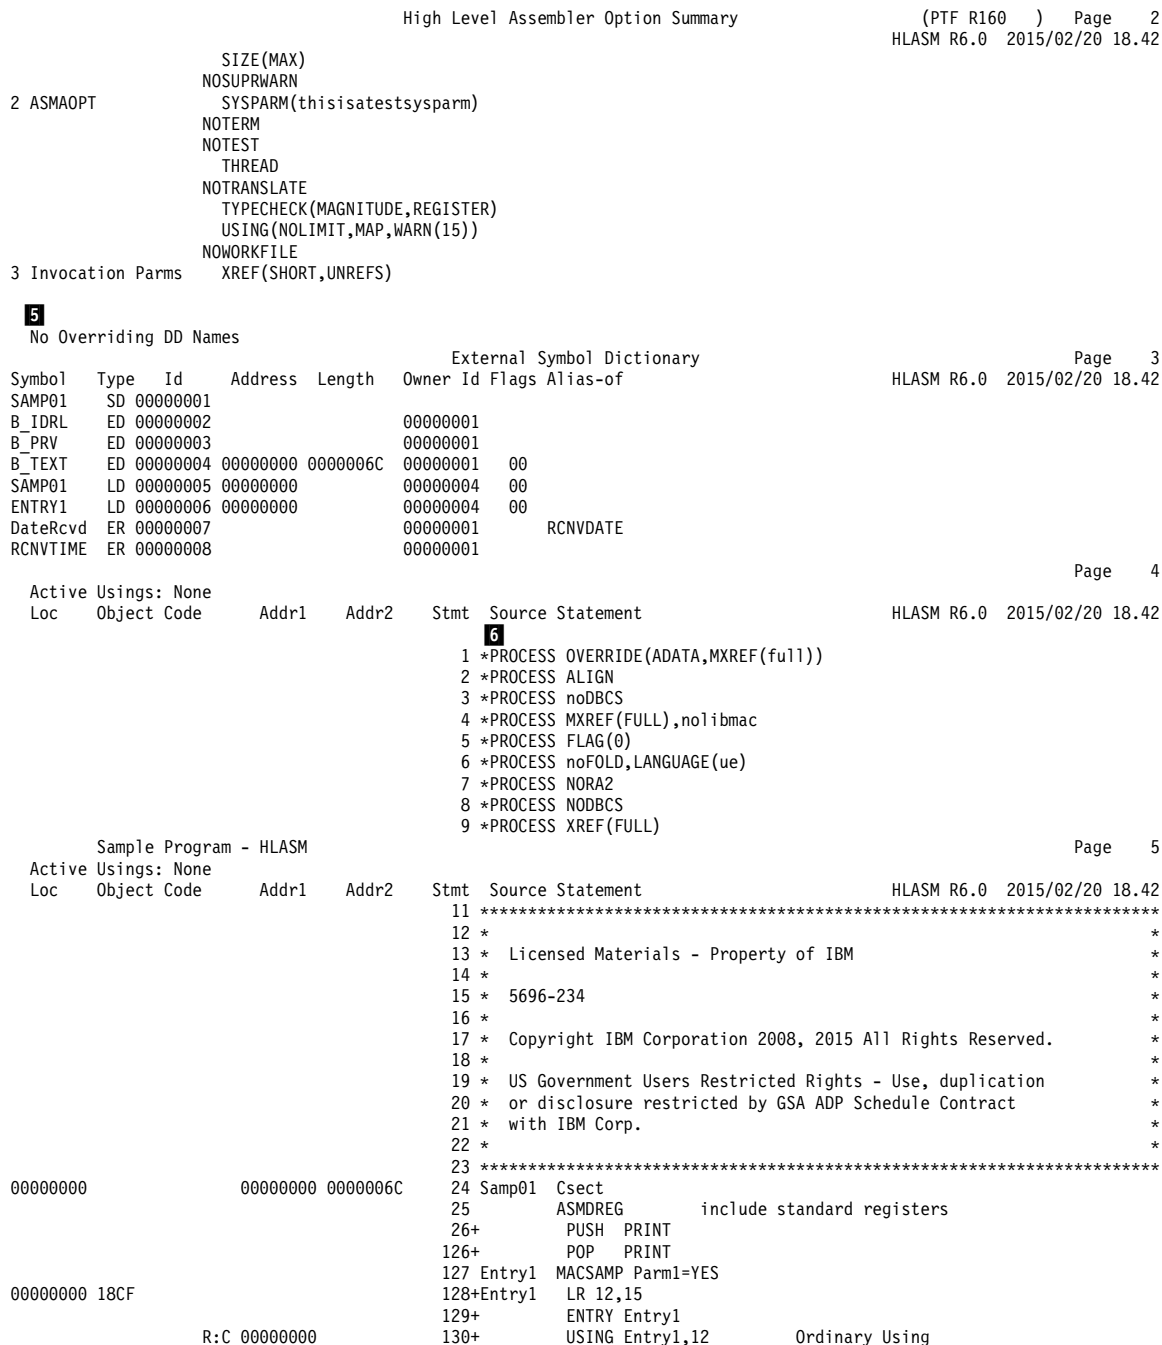 High Level Assembler Option Summary (PTF R160 ) Page 2
HLASM R6.0 2015/02/20 18.42
SIZE(MAX)
NOSUPRWARN
2 ASMAOPT SYSPARM(thisisatestsysparm)
NOTERM
NOTEST
THREAD
NOTRANSLATE
TYPECHECK(MAGNITUDE,REGISTER)
USING(NOLIMIT,MAP,WARN(15))
NOWORKFILE
3 Invocation Parms XREF(SHORT,UNREFS)
5
No Overriding DD Names
External Symbol Dictionary Page 3
Symbol Type Id Address Length Owner Id Flags Alias-of HLASM R6.0 2015/02/20 18.42
SAMP01 SD 00000001
B_IDRL ED 00000002 00000001
B_PRV ED 00000003 00000001
B_TEXT ED 00000004 00000000 0000006C 00000001 00
SAMP01 LD 00000005 00000000 00000004 00
ENTRY1 LD 00000006 00000000 00000004 00
DateRcvd ER 00000007 00000001 RCNVDATE
RCNVTIME ER 00000008 00000001
Page 4
Active Usings: None
Loc Object Code Addr1 Addr2 Stmt Source Statement HLASM R6.0 2015/02/20 18.42
6
1 *PROCESS OVERRIDE(ADATA,MXREF(full))
2 *PROCESS ALIGN
3 *PROCESS noDBCS
4 *PROCESS MXREF(FULL),nolibmac
5 *PROCESS FLAG(0)
6 *PROCESS noFOLD,LANGUAGE(ue)
7 *PROCESS NORA2
8 *PROCESS NODBCS
9 *PROCESS XREF(FULL)
Sample Program - HLASM Page 5
Active Usings: None
Loc Object Code Addr1 Addr2 Stmt Source Statement HLASM R6.0 2015/02/20 18.42
11 ***********************************************************************
12 * *
13 * Licensed Materials - Property of IBM *
14 * *
15 * 5696-234 *
16 * *
17 * Copyright IBM Corporation 2008, 2015 All Rights Reserved. *
18 * *
19 * US Government Users Restricted Rights - Use, duplication *
20 * or disclosure restricted by GSA ADP Schedule Contract *
21 * with IBM Corp. *
22 * *
23 ***********************************************************************
00000000 00000000 0000006C 24 Samp01 Csect
25 ASMDREG include standard registers
26+ PUSH PRINT
126+ POP PRINT
127 Entry1 MACSAMP Parm1=YES
00000000 18CF 128+Entry1 LR 12,15
129+ ENTRY Entry1
R:C 00000000 130+ USING Entry1,12 Ordinary Using